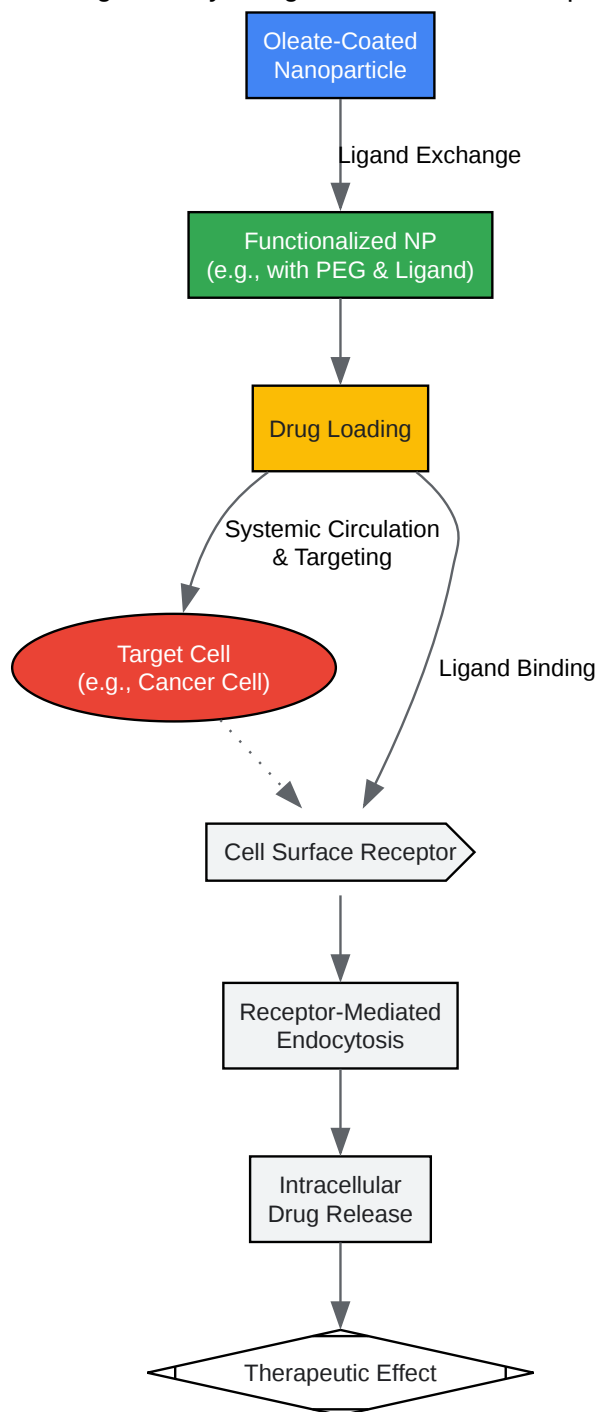 Oleate-Coated
Nanoparticle
Ligand Exchange
Functionalized NP
(e.g., with PEG & Ligand)
Drug Loading
Systemic Circulation
& Targeting
Target Cell
(e.g., Cancer Cell)
Ligand Binding
Cell Surface Receptor
Receptor-Mediated
Endocytosis
Intracellular
Drug Release
Therapeutic Effect